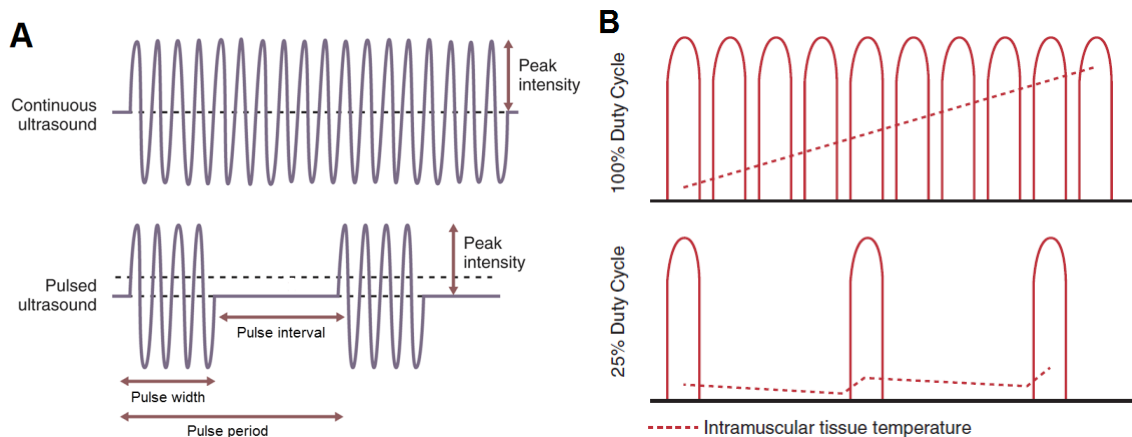 A
Continuous
ultrasound
Peak
intensity
Pulsed
ultrasound
Peak
intensity
Pulse interval
Pulse width
Pulse period
B
100% Duty Cycle
25% Duty Cycle
Intramuscular tissue temperature